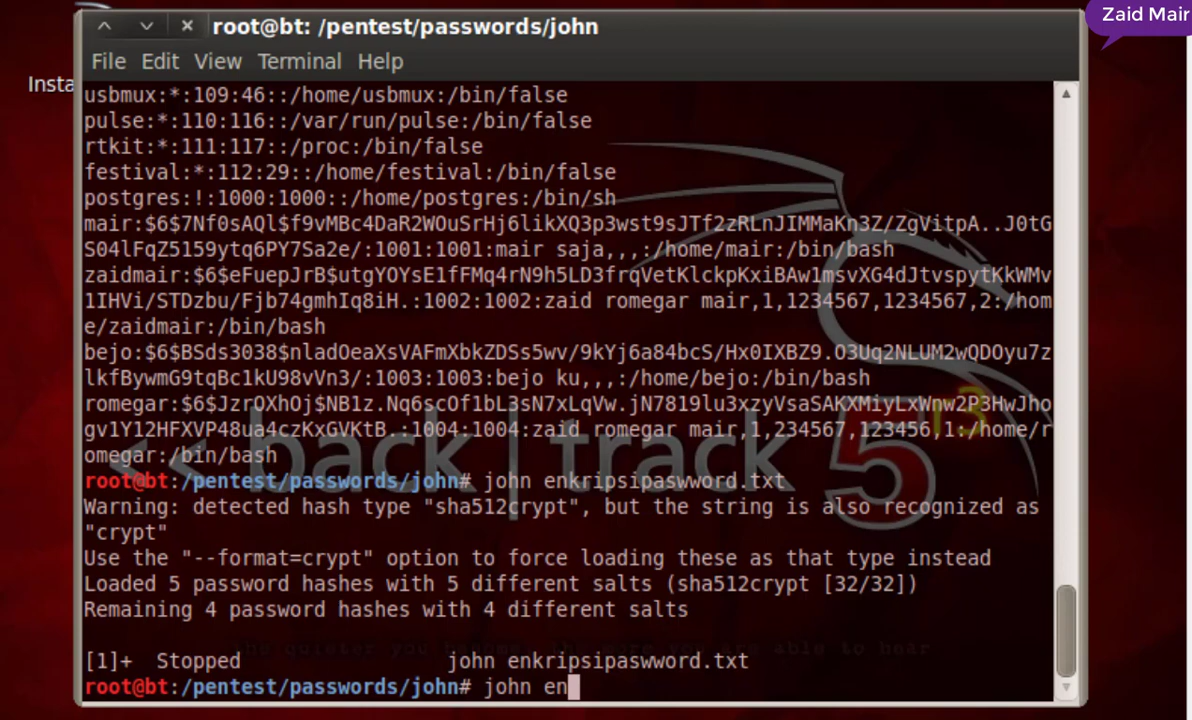 Zaid Mair
root@bt: /pentest/passwords/john
File Edit View Terminal Help
Insta
usbmux:*:109:46::/home/usbmux:/bin/false
pulse:*:110:116::/var/run/pulse:/bin/false
rtkit:*:111:117::/proc:/bin/false
festival:*:112:29::/home/festival:/bin/false
postgres:!:1000:1000::/home/postgres:/bin/sh
mair:$6$7Nf0sAQl$f9vMBc4DaR2WOuSrHj6likXQ3p3wst9sJTf2zRLnJIMMaKn3Z/ZgVitpA..J0tG
S04lFqZ5159ytq6PY7Sa2e/:1001:1001:mair saja,,,:/home/mair:/bin/bash
zaidmair:$6$eFuepJrB$utgYOYsE1fFMq4rN9h5LD3frqVetKlckpKxiBAw1msvXG4dJtvspytKkWMv
1IHVi/STDzbu/Fjb74gmhIq8iH.:1002:1002:zaid romegar mair,1,1234567,1234567,2:/hom
e/zaidmair:/bin/bash
bejo:$6$BSds3038$nladOeaXsVAFmXbkZDSs5wv/9kYj6a84bcS/Hx0IXBZ9.O3Uq2NLUM2wQDOyu7z
lkfBywmG9tqBc1kU98vVn3/:1003:1003:bejo ku,,,:/home/bejo:/bin/bash
romegar:$6$JzrOXhOj$NB1z.Nq6scOf1bL3sN7xLqVw.jN7819lu3xzyVsaSAKXMiyLxWnw2P3HwJho
gv1Y12HFXVP48ua4czKxGVKtB.:1004:1004:zaid romegar mair,1,234567,123456,1:/home/r
omegar:/bin/bash
root@bt:/pentest/passwords/john# john enkripsipaswword.txt
Warning: detected hash type "sha512crypt", but the string is also recognized as
"crypt"
Use the "--format=crypt" option to force loading these as that type instead
Loaded 5 password hashes with 5 different salts (sha512crypt [32/32])
Remaining 4 password hashes with 4 different salts
[1]+  Stopped                 john enkripsipaswword.txt
root@bt:/pentest/passwords/john# john en
<< back | track 5 r3